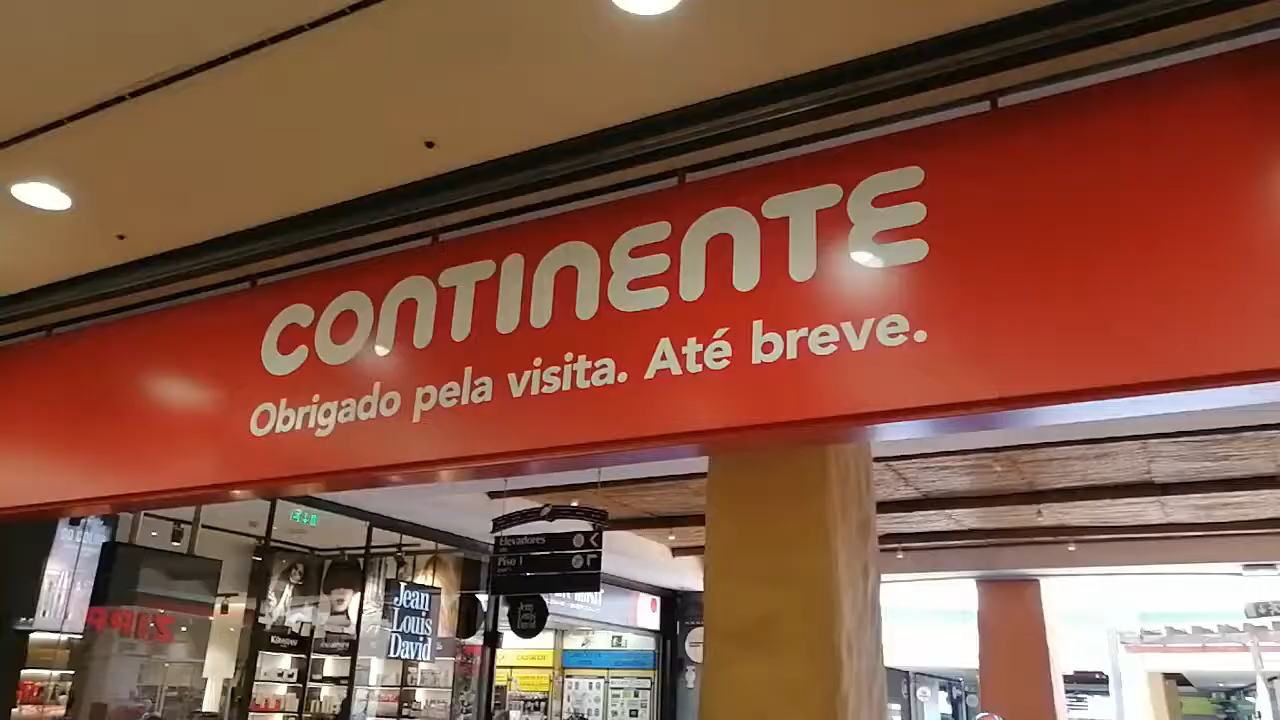 CONTINENTE
Obrigado pela visita. Até breve.
Elevadores
Piso 1
Jean
Louis
David